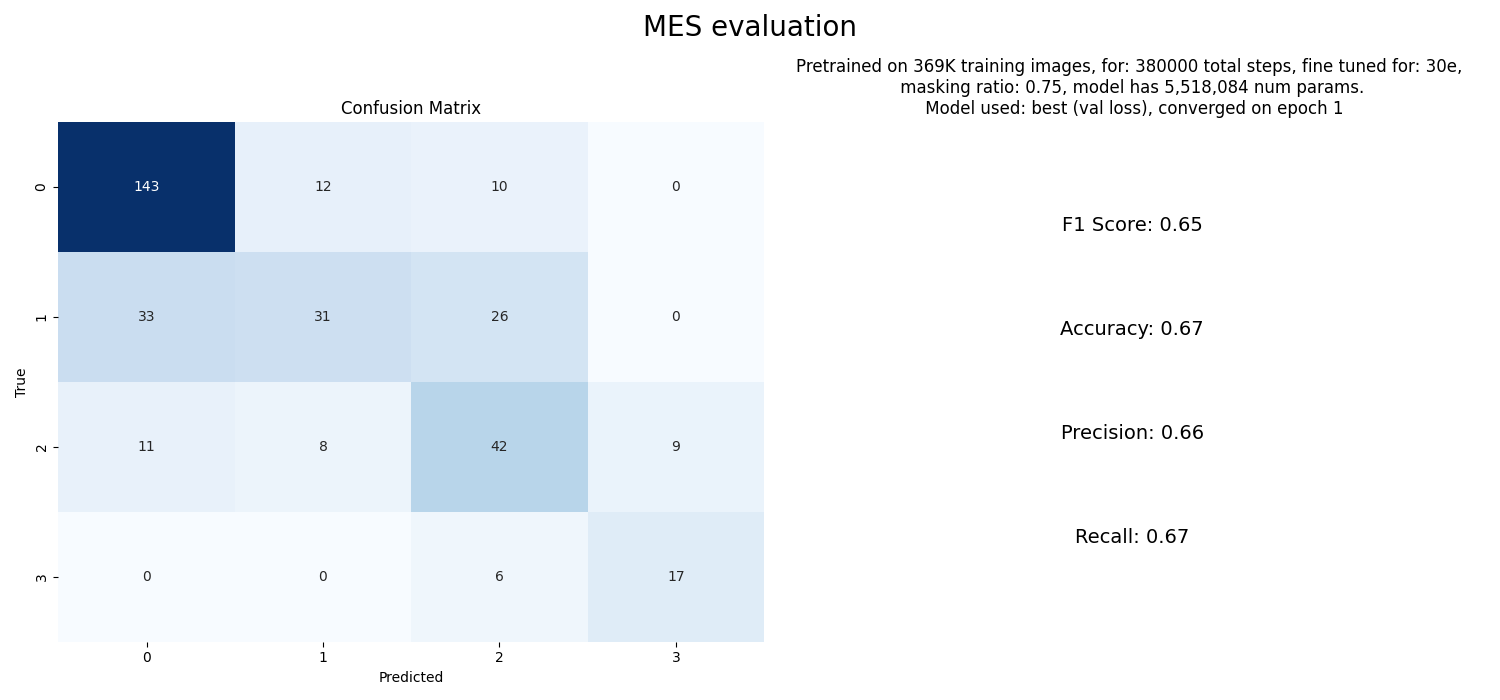 MES evaluation
Pretrained on 369K training images, for: 380000 total steps, fine tuned for: 30e,
masking ratio: 0.75, model has 5,518,084 num params.
Model used: best (val loss), converged on epoch 1
Confusion Matrix
0 143 12 10 0
1 33 31 26 0
2 11 8 42 9
3 0 0 6 17
0 1 2 3
True
Predicted
F1 Score: 0.65
Accuracy: 0.67
Precision: 0.66
Recall: 0.67